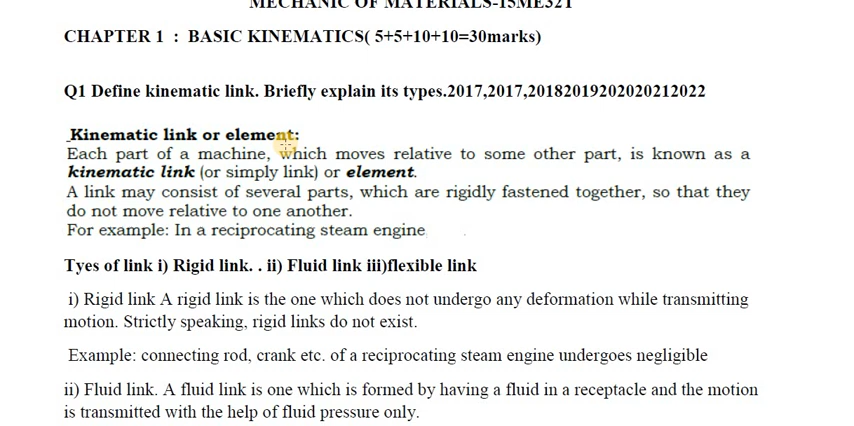 MECHANIC OF MATERIALS-15ME32T
CHAPTER 1 : BASIC KINEMATICS( 5+5+10+10=30marks)
Q1 Define kinematic link. Briefly explain its types.2017,2017,20182019202020212022
Kinematic link or element:
Each part of a machine, which moves relative to some other part, is known as a
kinematic link (or simply link) or element.
A link may consist of several parts, which are rigidly fastened together, so that they
do not move relative to one another.
For example: In a reciprocating steam engine
Tyes of link i) Rigid link. . ii) Fluid link iii)flexible link
i) Rigid link A rigid link is the one which does not undergo any deformation while transmitting
motion. Strictly speaking, rigid links do not exist.
Example: connecting rod, crank etc. of a reciprocating steam engine undergoes negligible
ii) Fluid link. A fluid link is one which is formed by having a fluid in a receptacle and the motion
is transmitted with the help of fluid pressure only.